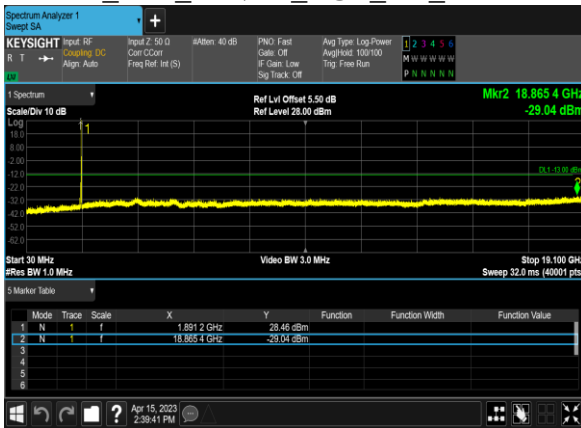 Spectrum Analyzer 1
Swept SA
+
KEYSIGHT Input: RF Input Z: 50 Ω #Atten: 40 dB PNO: Fast Avg Type: Log-Power 1 2 3 4 5 6
R T Coupling: DC Corr CCorr Gate: Off Avg|Hold: 100/100 M W W W W W
Align: Auto Freq Ref: Int (S) IF Gain: Low Trig: Free Run
LV Sig Track: Off P N N N N N
1 Spectrum Ref Lvl Offset 5.50 dB Mkr2 18.865 4 GHz
Scale/Div 10 dB Ref Level 28.00 dBm -29.04 dBm
Log
18.0
1
8.00
-2.00
-12.0 DL1 -13.00 dBm
-22.0
-32.0
-42.0
-52.0
-62.0
Start 30 MHz Video BW 3.0 MHz Stop 19.100 GHz
#Res BW 1.0 MHz Sweep 32.0 ms (40001 pts)
5 Marker Table
Mode Trace Scale X Y Function Function Width Function Value
1 N 1 f 1.891 2 GHz 28.46 dBm
2 N 1 f 18.865 4 GHz -29.04 dBm
3
4
5
6
? Apr 15, 2023
2:39:41 PM